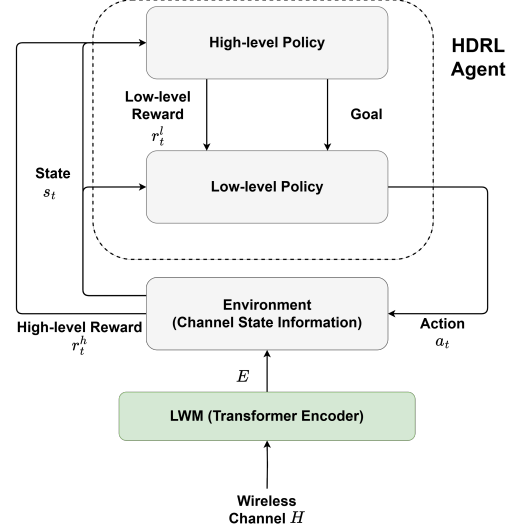 High-level Policy
HDRL
Agent
Low-level
Reward
r_t^l
Goal
State
s_t
Low-level Policy
Environment
(Channel State Information)
High-level Reward
r_t^h
Action
a_t
E
LWM (Transformer Encoder)
Wireless
Channel H